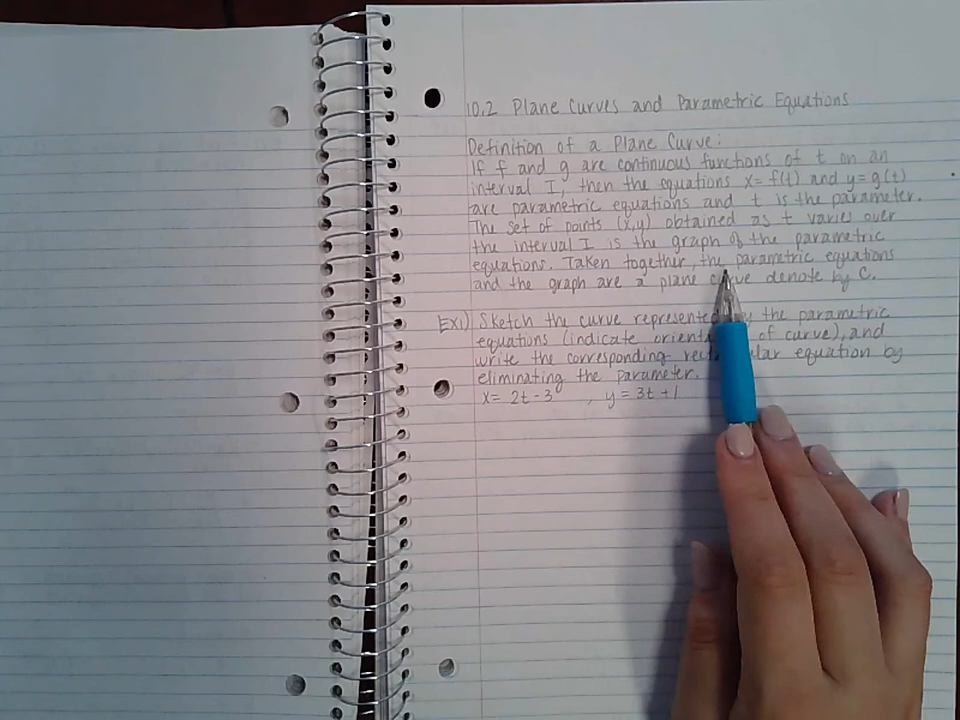 10.2 Plane Curves and Parametric Equations
Definition of a Plane Curve:
If f and g are continuous functions of t on an
interval I, then the equations x= f(t) and y= g(t)
are parametric equations and t is the parameter.
The set of points (x,y) obtained as t varies over
the interval I is the graph of the parametric
equations. Taken together, the parametric equations
and the graph are a plane curve denote by C.
EX1) Sketch the curve represented by the parametric
equations (indicate of curve), and
write the corresponding equation by
eliminating the parameter.
x= 2t-3 , y= 3t+1